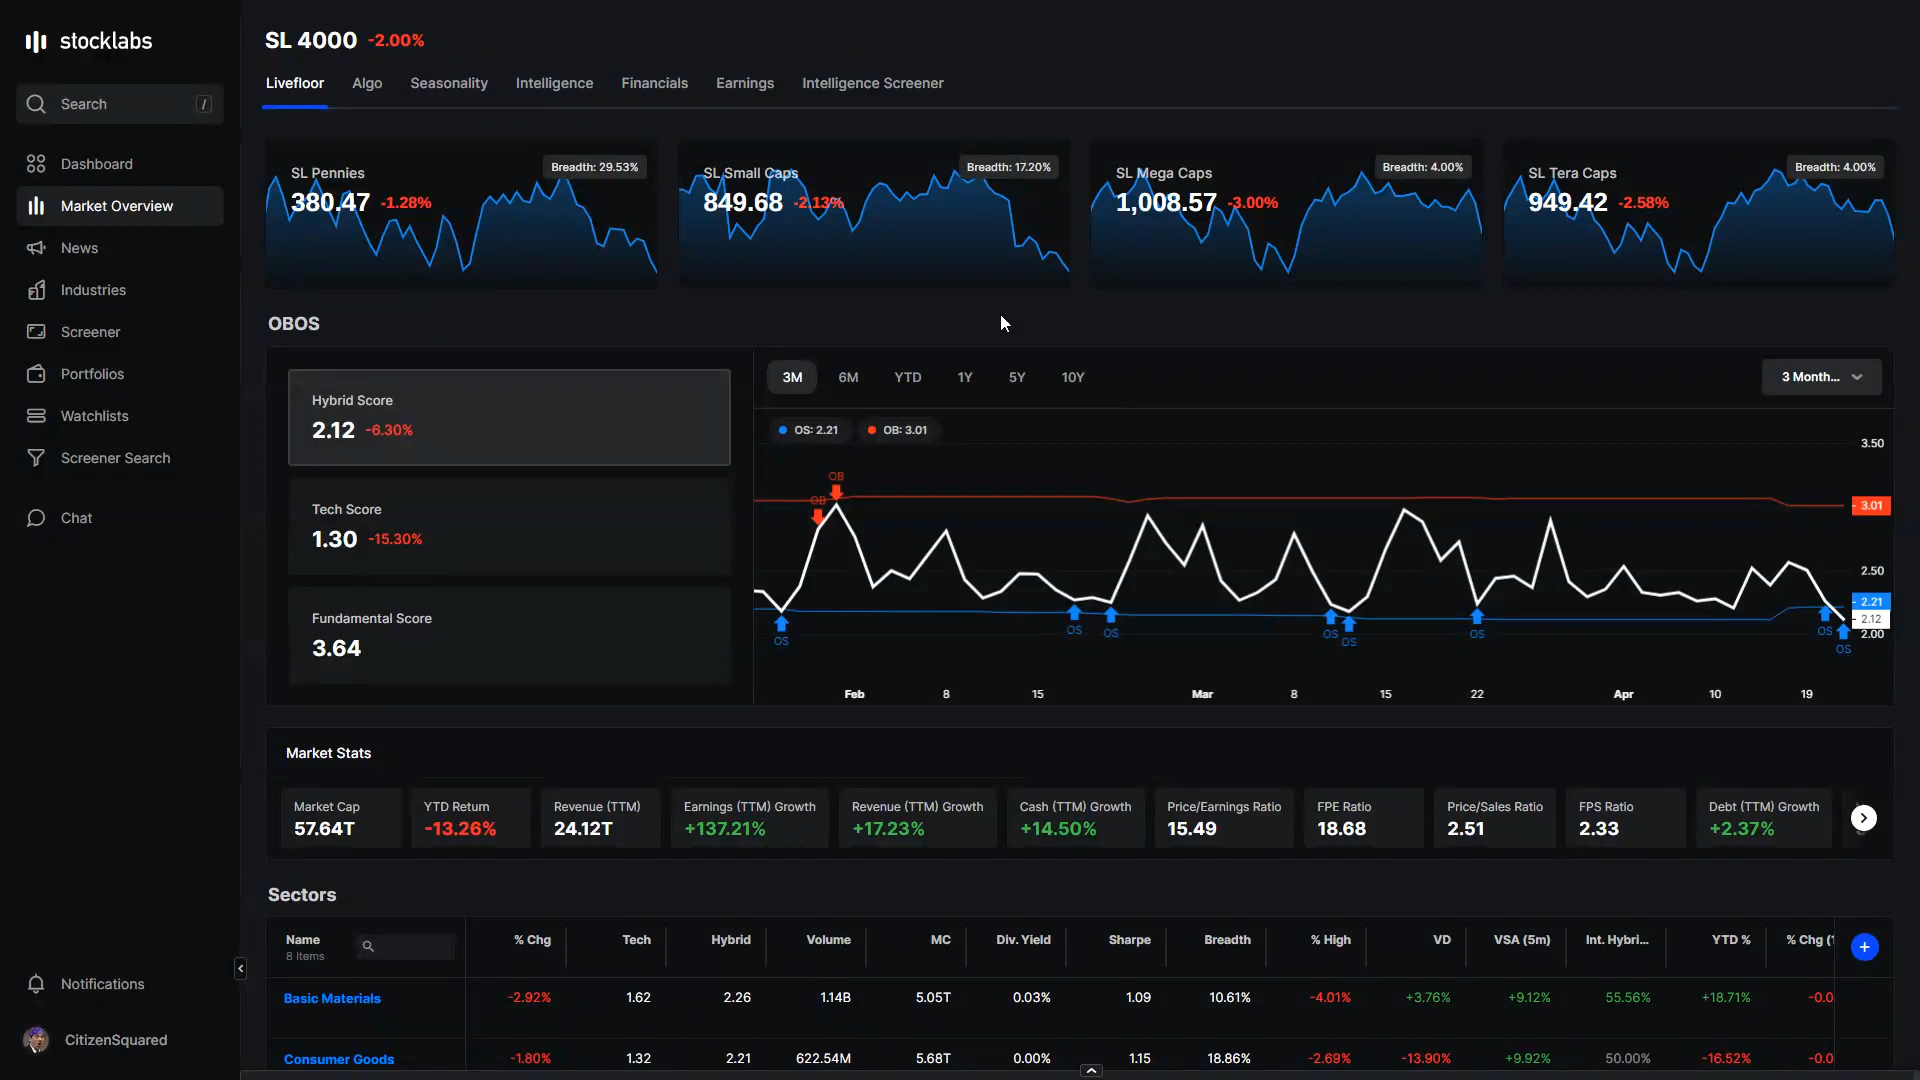 stocklabs
Search /
Dashboard
Market Overview
News
Industries
Screener
Portfolios
Watchlists
Screener Search
Chat
Notifications
CitizenSquared
SL 4000 -2.00%
Livefloor Algo Seasonality Intelligence Financials Earnings Intelligence Screener
SL Pennies Breadth: 29.53%
380.47 -1.28%
SL Small Caps Breadth: 17.20%
849.68 -2.13%
SL Mega Caps Breadth: 4.00%
1,008.57 -3.00%
SL Tera Caps Breadth: 4.00%
949.42 -2.58%
OBOS
Hybrid Score
2.12 -6.30%
Tech Score
1.30 -15.30%
Fundamental Score
3.64
3M 6M YTD 1Y 5Y 10Y 3 Month...
OS: 2.21 OB: 3.01
3.50
OB
OB
3.01
2.50
2.21
2.12
2.00
OS OS OS OS OS OS OS OS
Feb 8 15 Mar 8 15 22 Apr 10 19
Market Stats
Market Cap YTD Return Revenue (TTM) Earnings (TTM) Growth Revenue (TTM) Growth Cash (TTM) Growth Price/Earnings Ratio FPE Ratio Price/Sales Ratio FPS Ratio Debt (TTM) Growth
57.64T -13.26% 24.12T +137.21% +17.23% +14.50% 15.49 18.68 2.51 2.33 +2.37%
Sectors
Name % Chg Tech Hybrid Volume MC Div. Yield Sharpe Breadth % High VD VSA (5m) Int. Hybri... YTD % % Chg (
8 Items
Basic Materials -2.92% 1.62 2.26 1.14B 5.05T 0.03% 1.09 10.61% -4.01% +3.76% +9.12% 55.56% +18.71% -0.0
Consumer Goods -1.80% 1.32 2.21 622.54M 5.68T 0.00% 1.15 18.86% -2.69% -13.90% +9.92% 50.00% -16.52% -0.0